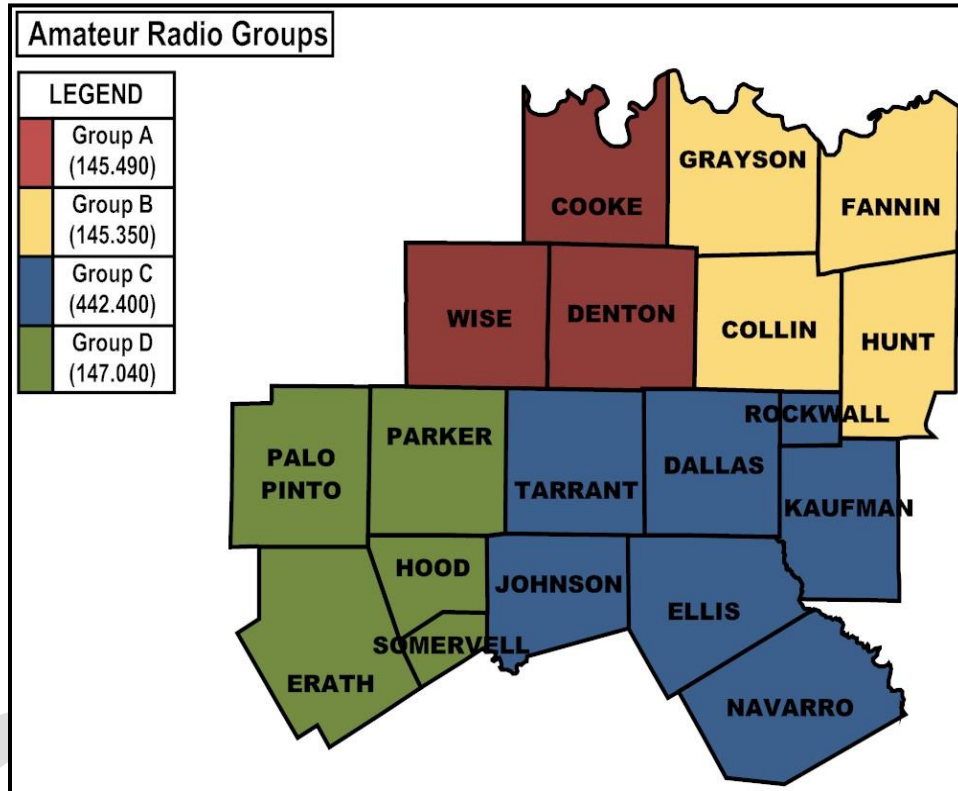 Amateur Radio Groups
LEGEND
Group A
(145.490)
Group B
(145.350)
Group C
(442.400)
Group D
(147.040)
GRAYSON
COOKE
FANNIN
WISE
DENTON
COLLIN
HUNT
ROCKWALL
PARKER
PALO
PINTO
DALLAS
TARRANT
KAUFMAN
HOOD
JOHNSON
ELLIS
SOMERVELL
ERATH
NAVARRO